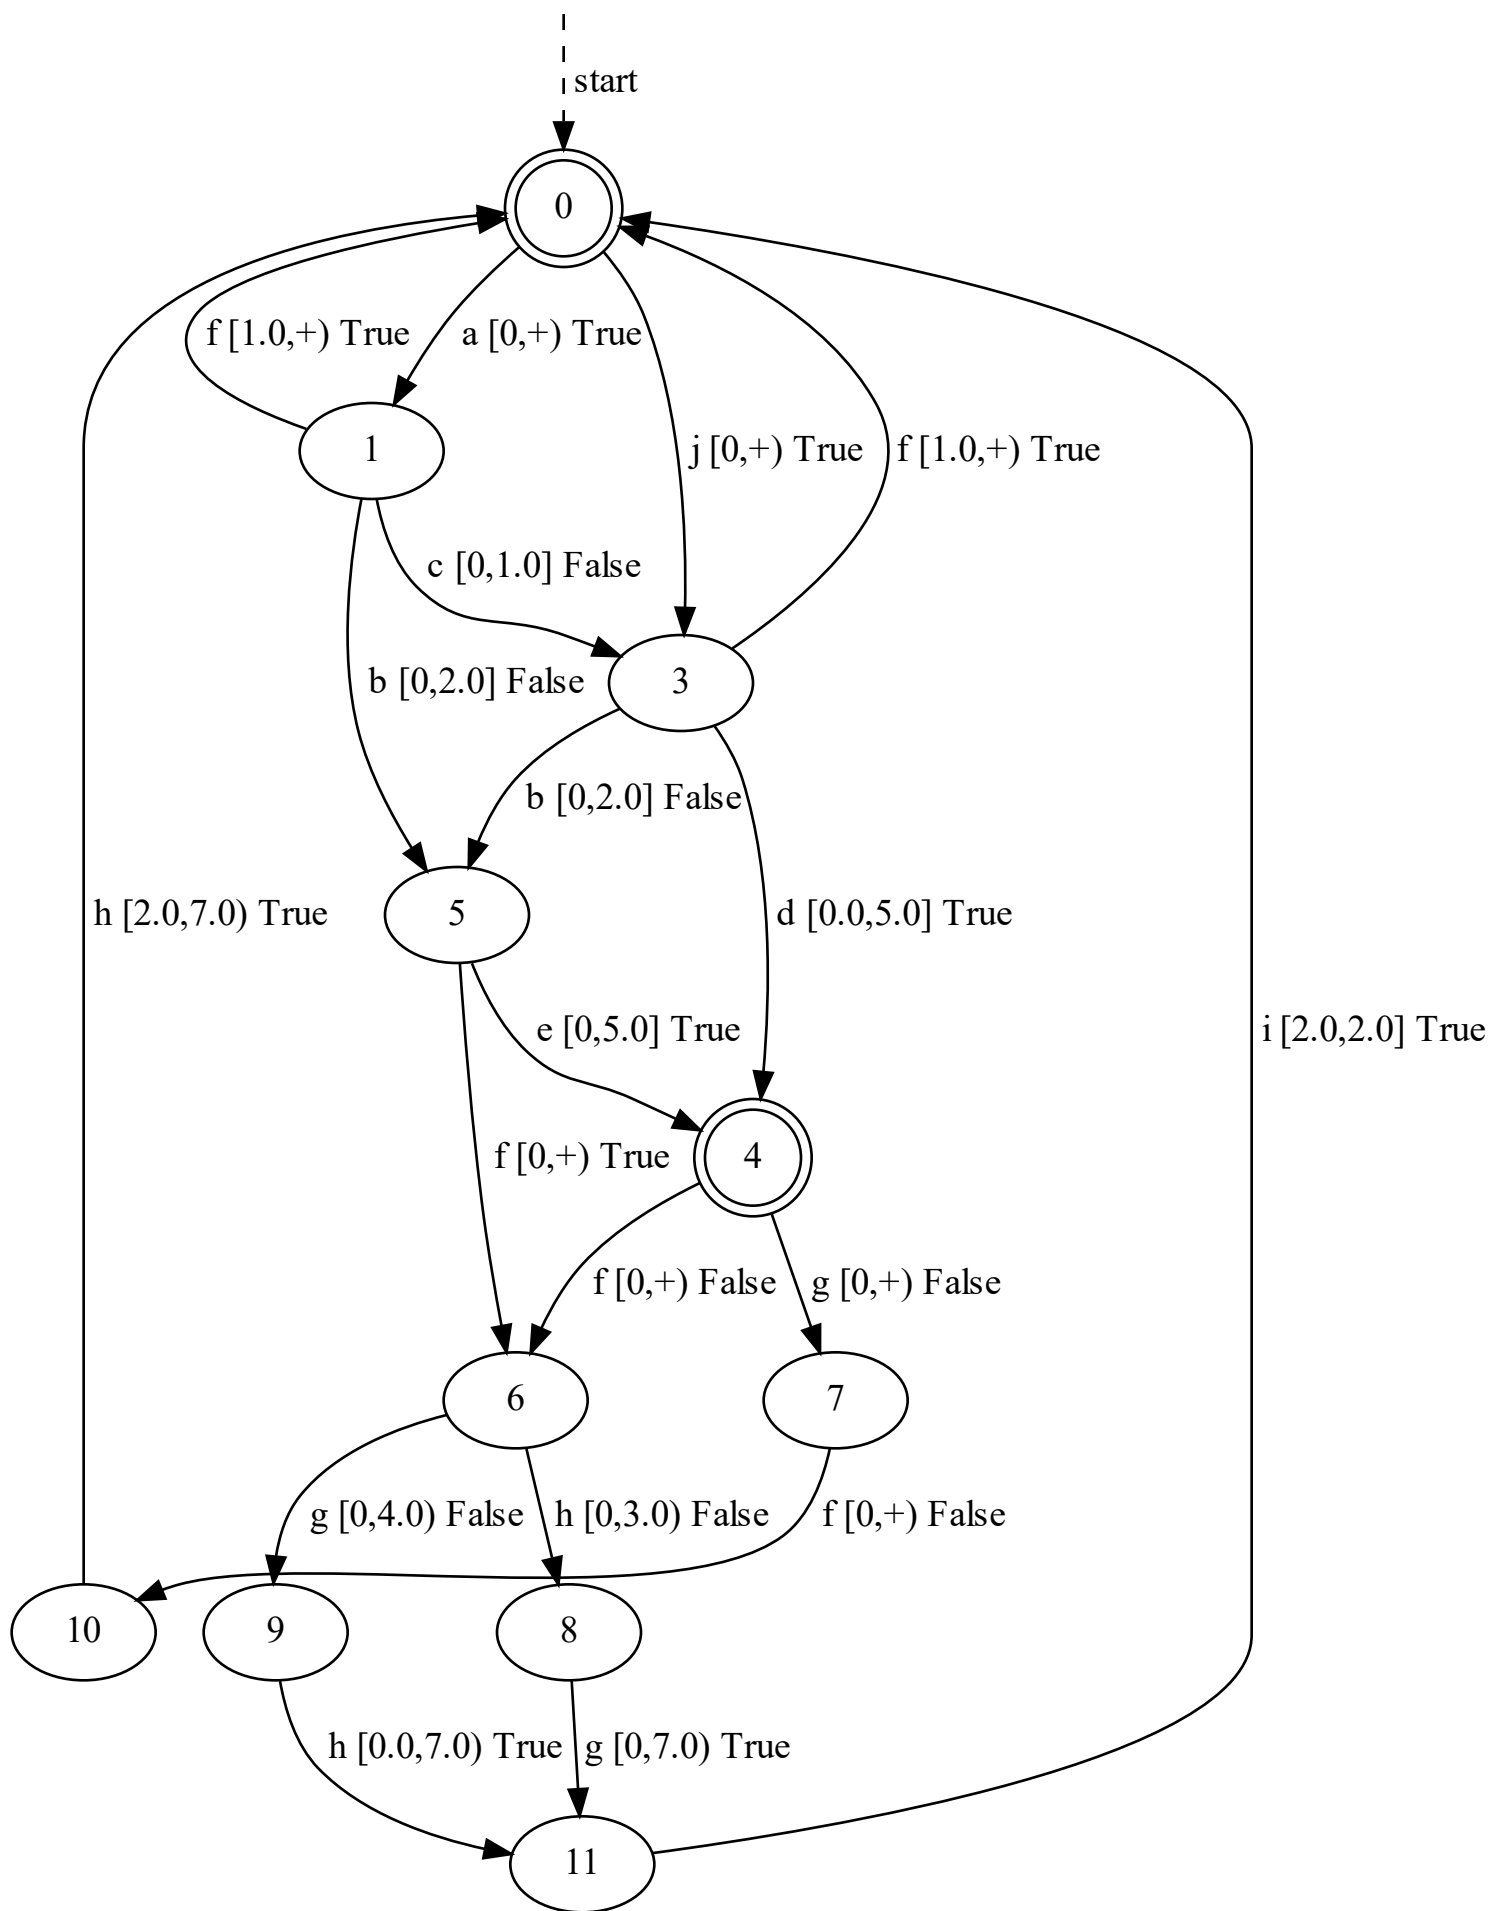 start
0
f [1.0,+) True
a [0,+) True
1
j [0,+) True
f [1.0,+) True
c [0,1.0] False
b [0,2.0] False
3
b [0,2.0] False
h [2.0,7.0) True
5
d [0.0,5.0] True
e [0,5.0] True
i [2.0,2.0] True
f [0,+) True
4
f [0,+) False
g [0,+) False
6
7
g [0,4.0) False
h [0,3.0) False
f [0,+) False
10
9
8
h [0.0,7.0) True
g [0,7.0) True
11